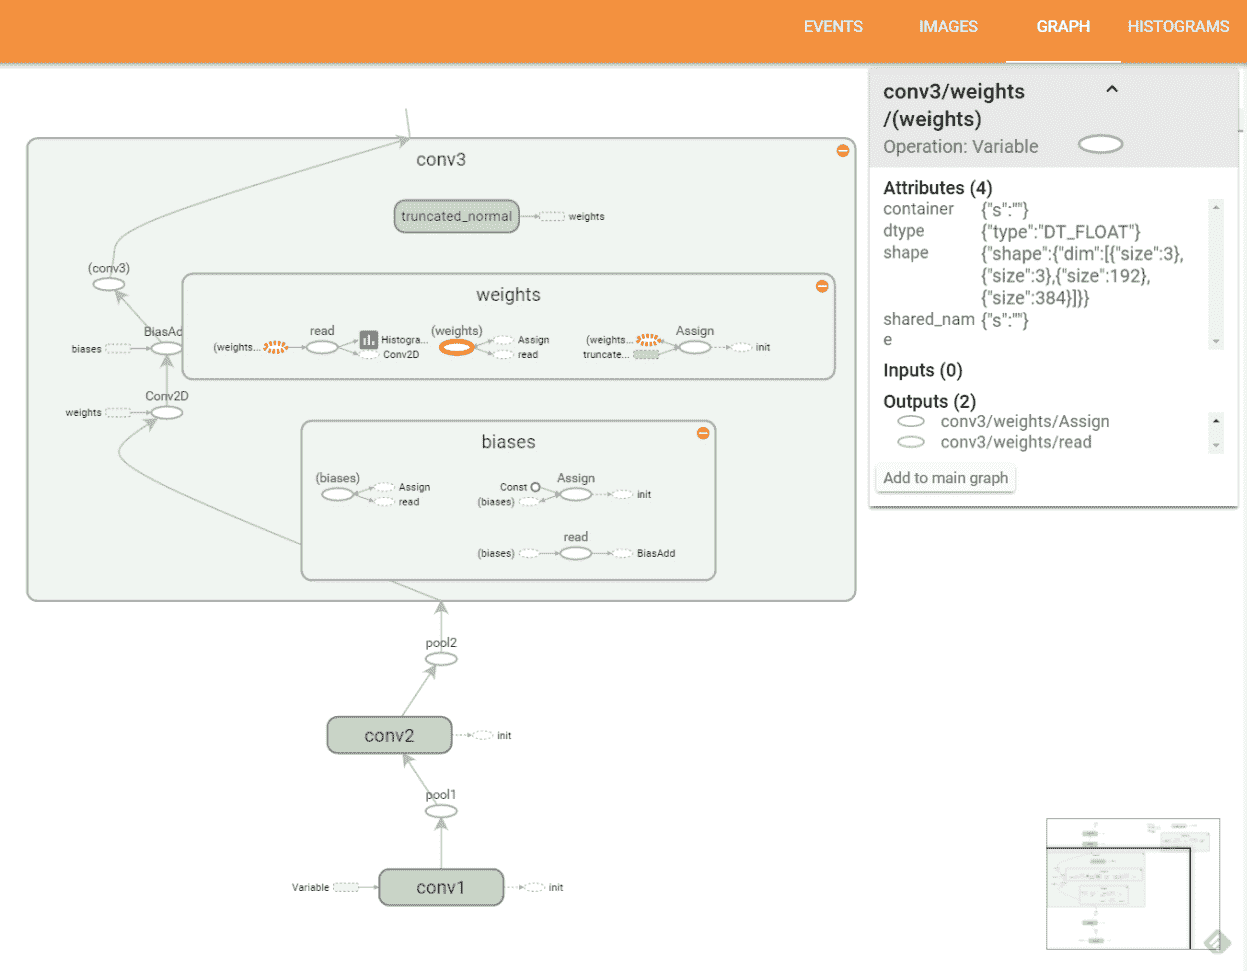 EVENTS IMAGES GRAPH HISTOGRAMS
conv3/weights
/(weights)
Operation: Variable
Attributes (4)
container {"s":""}
dtype {"type":"DT_FLOAT"}
shape {"shape":{"dim":[{"size":3},
{"size":3},{"size":192},
{"size":384}]}}
shared_nam {"s":""}
e
Inputs (0)
Outputs (2)
conv3/weights/Assign
conv3/weights/read
Add to main graph
conv3
truncated_normal weights
(conv3)
BiasAd
biases
Conv2D
weights
weights
read
(weights...
Histogra...
Conv2D
(weights)
Assign
read
Assign
(weights...
truncate...
init
biases
(biases)
Assign
read
Assign
Const
(biases)
init
read
(biases) BiasAdd
pool2
conv2 init
pool1
Variable conv1 init